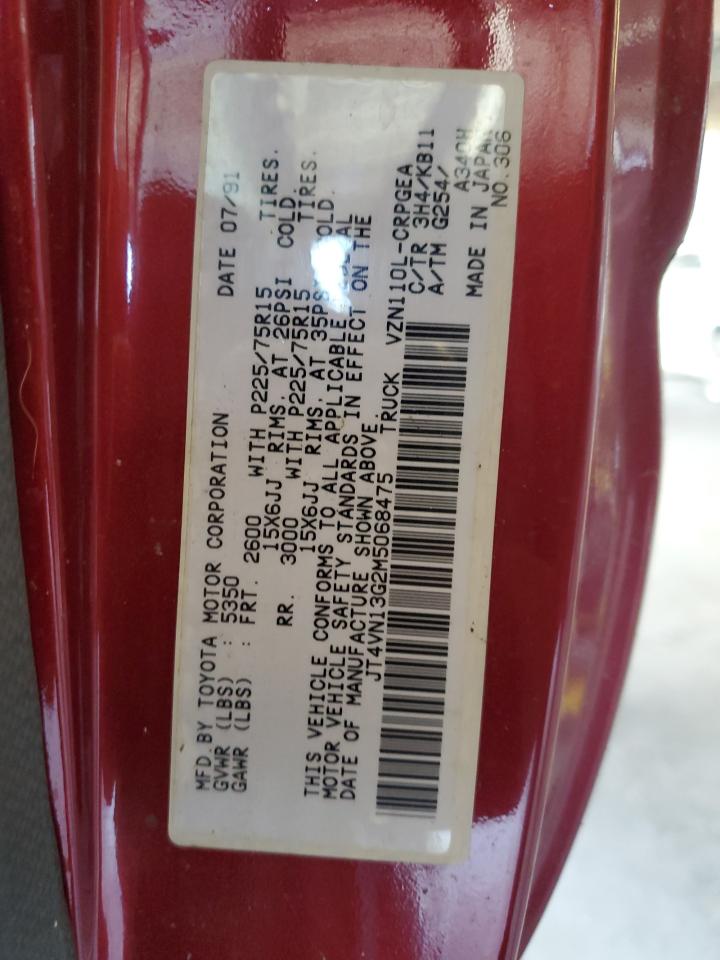 MFD. BY TOYOTA MOTOR CORPORATION DATE 07/91
GVWR (LBS) : 5350
GAWR (LBS) : FRT. 2600 WITH P225/75R15 TIRES.
15X6JJ RIMS. AT 26PSI COLD.
RR. 3000 WITH P225/75R15 TIRES.
15X6JJ RIMS. AT 35PSI COLD.
THIS VEHICLE CONFORMS TO ALL APPLICABLE
MOTOR VEHICLE SAFETY STANDARDS IN EFFECT ON THE
DATE OF MANUFACTURE SHOWN ABOVE.
JT4VN13G2M5068475 TRUCK VZN110L-CRPGEA
C/TR 3H4/KB11
A/TM G254/ A340H
MADE IN JAPAN
NO. 306